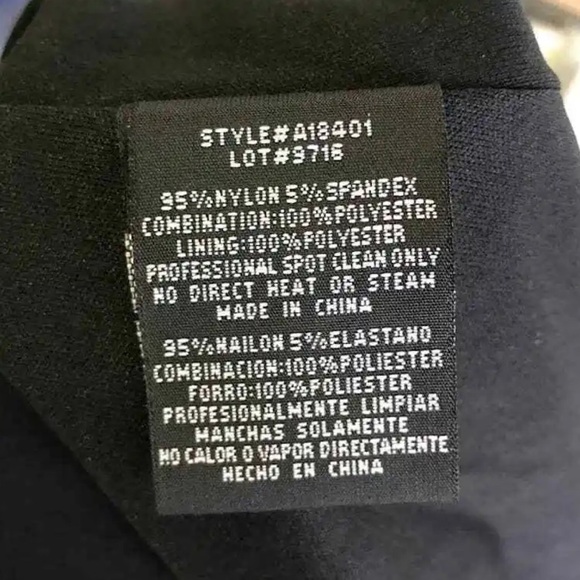 STYLE#A18401
LOT#9716
95%NYLON 5%SPANDEX
COMBINATION:100%POLYESTER
LINING:100%POLYESTER
PROFESSIONAL SPOT CLEAN ONLY
NO DIRECT HEAT OR STEAM
MADE IN CHINA
95%NAILON 5%ELASTANO
COMBINACION:100%POLIESTER
FORRO:100%POLIESTER
PROFESIONALMENTE LIMPIAR
MANCHAS SOLAMENTE
NO CALOR O VAPOR DIRECTAMENTE
HECHO EN CHINA